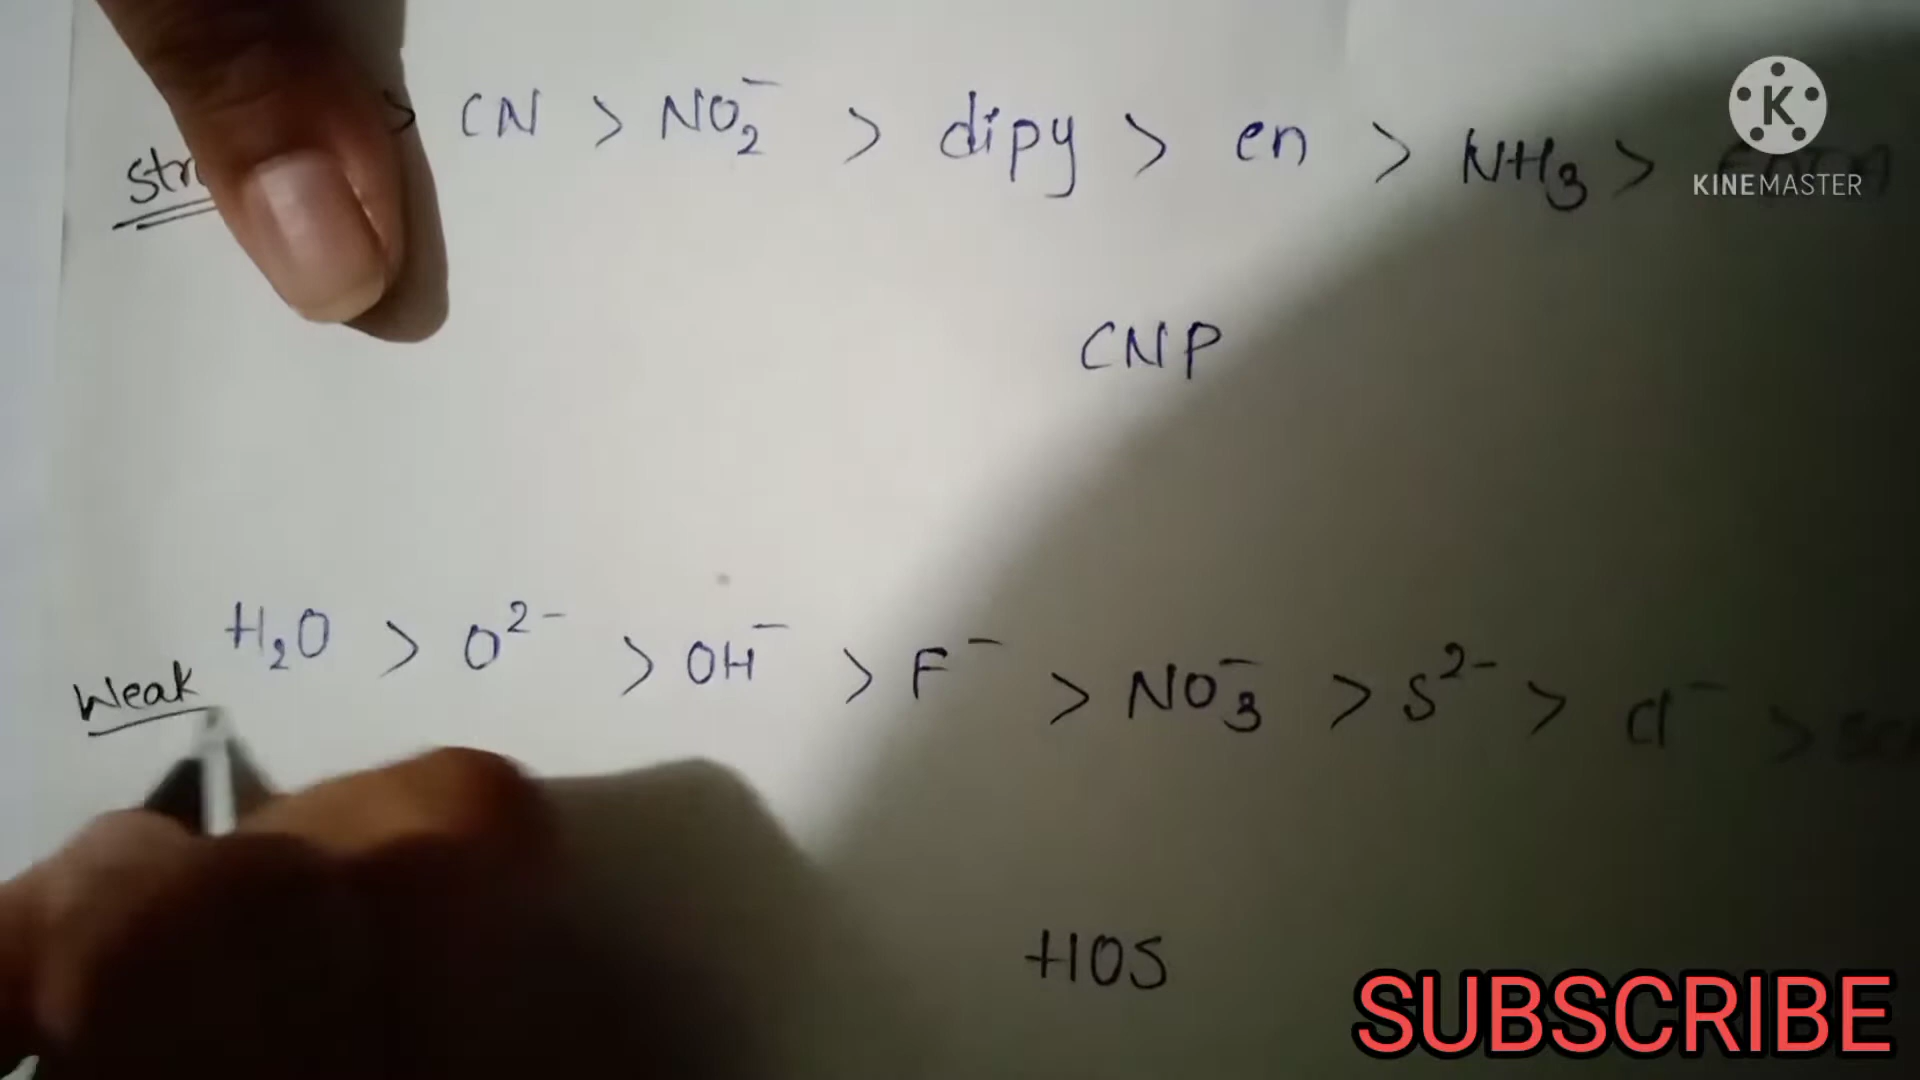 > CN > NO₂⁻ > dipy > en > NH₃ >
KINEMASTER
CNP
H₂O > O²⁻ > OH⁻ > F⁻ > NO₃⁻ > S²⁻ > Cl⁻ >
Weak
HOS
SUBSCRIBE